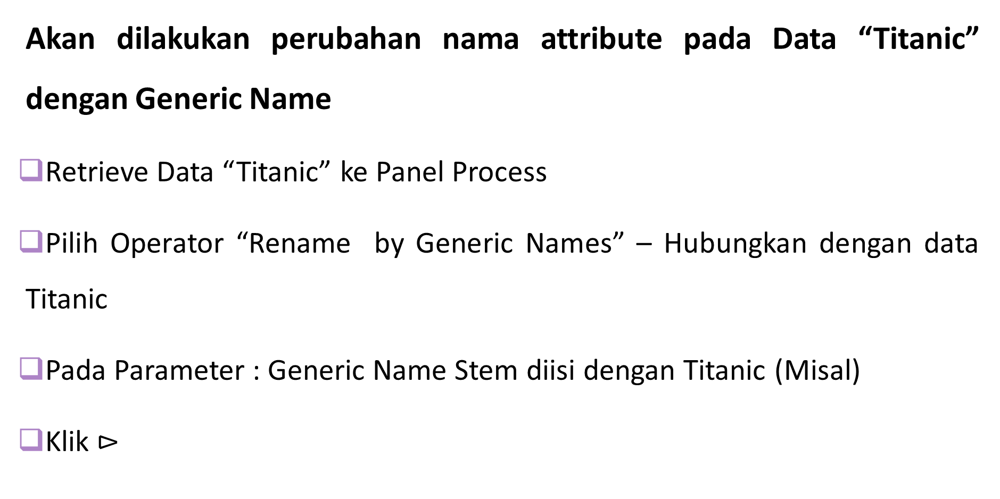 Akan dilakukan perubahan nama attribute pada Data “Titanic”
dengan Generic Name
❑Retrieve Data “Titanic” ke Panel Process
❑Pilih Operator “Rename by Generic Names” – Hubungkan dengan data
Titanic
❑Pada Parameter : Generic Name Stem diisi dengan Titanic (Misal)
❑Klik ⊳